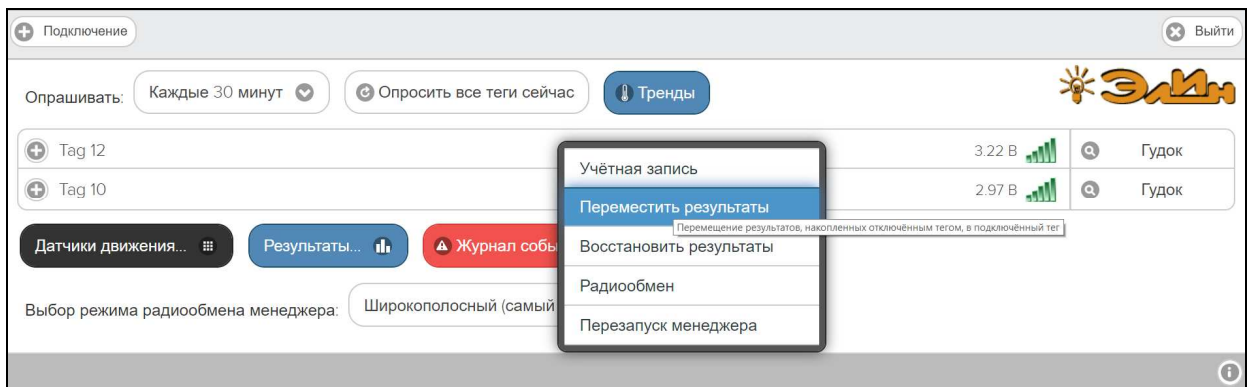 Подключение
Выйти
Опрашивать: Каждые 30 минут Опросить все теги сейчас Тренды
ЭлИн
Tag 12 3.22 В Гудок
Tag 10 2.97 В Гудок
Учётная запись
Переместить результаты
Перемещение результатов, накопленных отключённым тегом, в подключённый тег
Восстановить результаты
Радиообмен
Перезапуск менеджера
Датчики движения... Результаты... Журнал собы
Выбор режима радиообмена менеджера: Широкополосный (самый